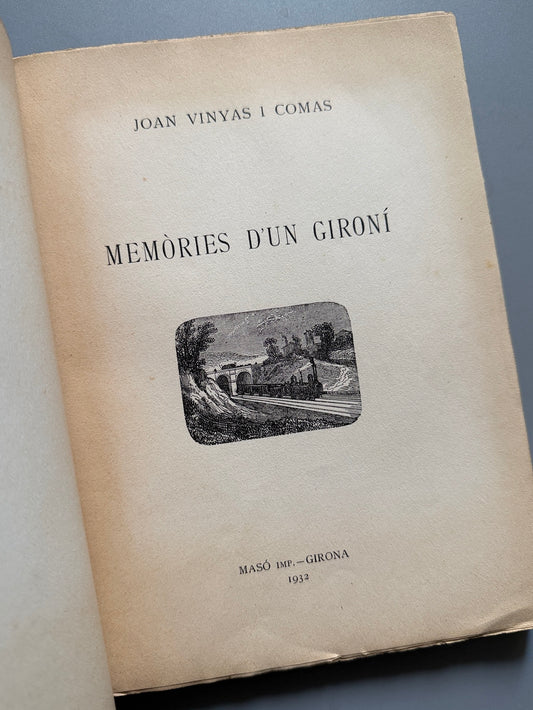 JOAN VINYAS I COMAS
MEMÒRIES D'UN GIRONÍ
MASÓ IMP.—GIRONA
1932